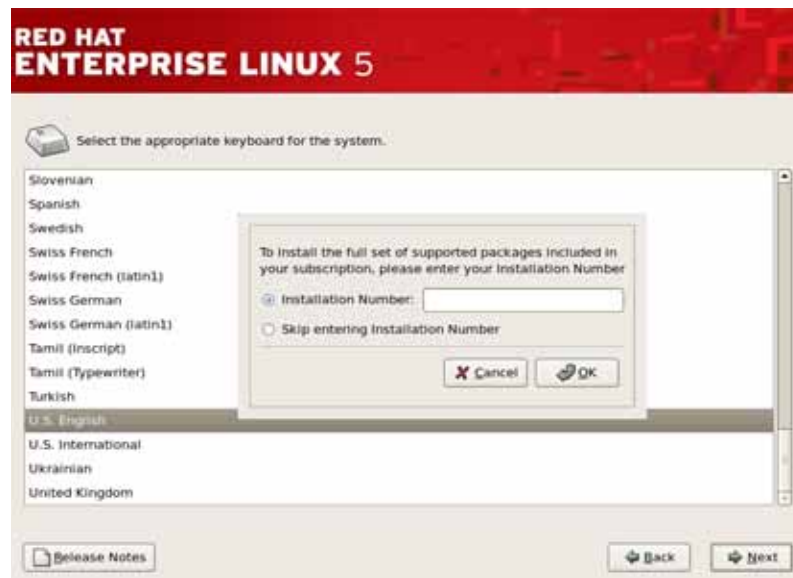 RED HAT
ENTERPRISE LINUX 5
Select the appropriate keyboard for the system.
Slovenian
Spanish
Swedish
Swiss French
Swiss French (latin1)
Swiss German
Swiss German (latin1)
Tamil (Inscript)
Tamil (Typewriter)
Turkish
U.S. English
U.S. International
Ukrainian
United Kingdom
To install the full set of supported packages included in
your subscription, please enter your Installation Number
Installation Number:
Skip entering Installation Number
Cancel
OK
Release Notes
Back
Next